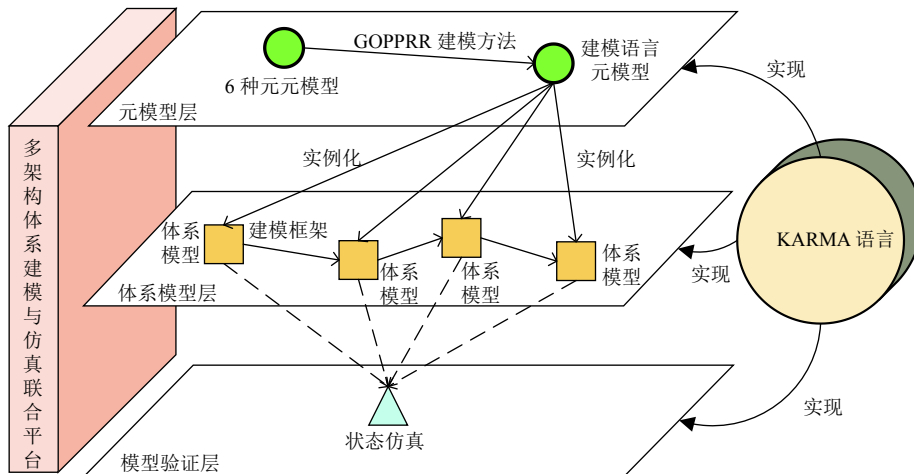 多架构体系建模与仿真联合平台
GOPPRR 建模方法
6 种元元模型
建模语言
元模型
元模型层
实现
实例化
实例化
体系
模型
建模框架
体系
模型
体系
模型
体系
模型
体系模型层
实现
KARMA 语言
状态仿真
模型验证层
实现